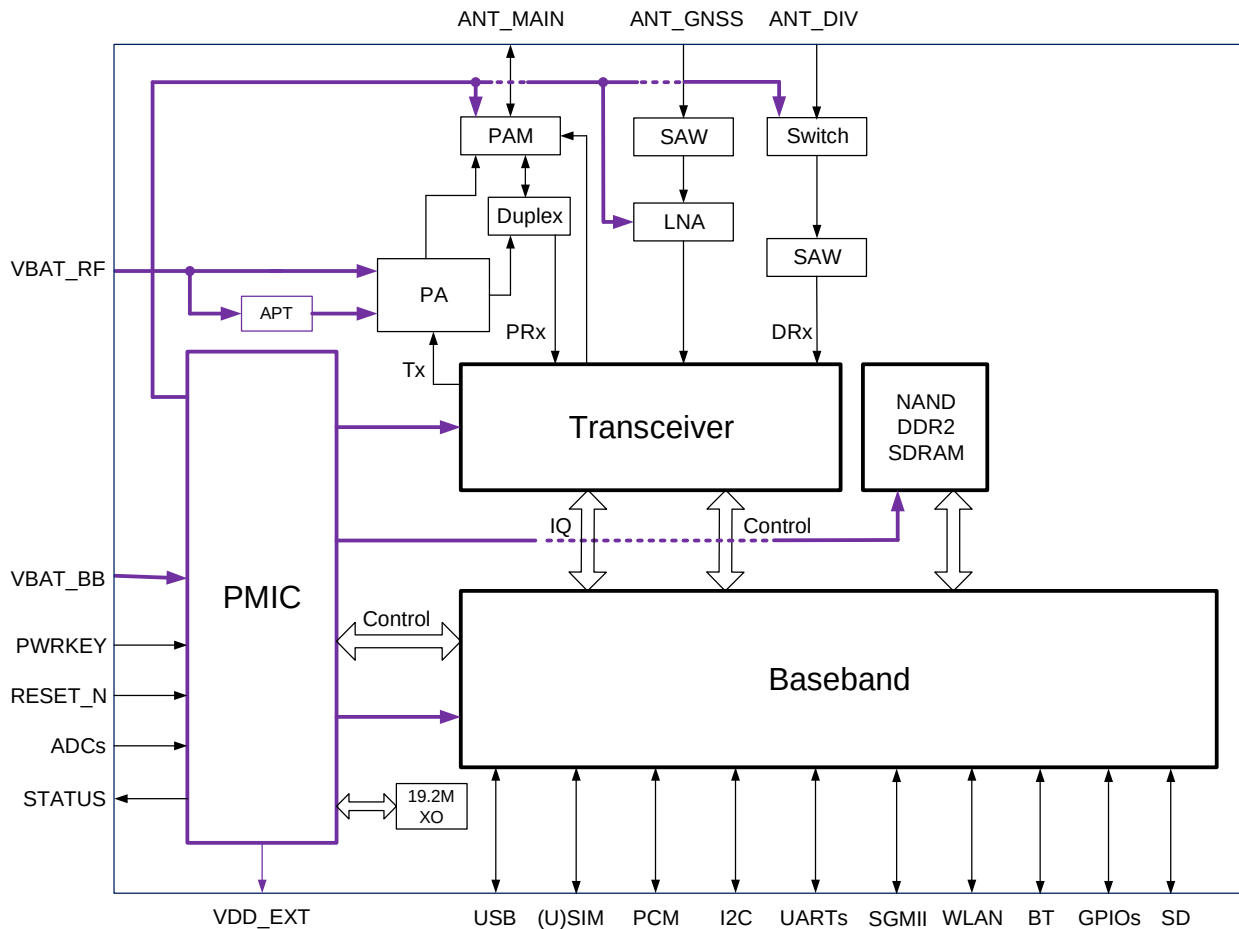 ANT_MAIN
ANT_GNSS
ANT_DIV
PAM
SAW
Switch
Duplex
LNA
VBAT_RF
SAW
PA
APT
PRx
DRx
Tx
Transceiver
NAND
DDR2
SDRAM
IQ
Control
VBAT_BB
PMIC
Control
PWRKEY
Baseband
RESET_N
ADCs
STATUS
19.2M
XO
VDD_EXT
USB
(U)SIM
PCM
I2C
UARTs
SGMII
WLAN
BT
GPIOs
SD